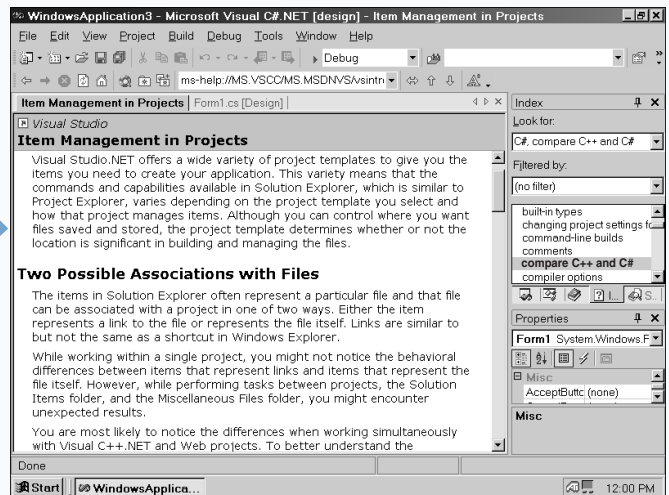 WindowsApplication3 - Microsoft Visual C#.NET [design] - Item Management in Projects
File Edit View Project Build Debug Tools Window Help
Debug
ms-help://MS.VSCC/MS.MSDNVS/vsintro
Item Management in Projects Form1.cs [Design]
Visual Studio
Item Management in Projects
Visual Studio.NET offers a wide variety of project templates to give you the
items you need to create your application. This variety means that the
commands and capabilities available in Solution Explorer, which is similar to
Project Explorer, varies depending on the project template you select and
how that project manages items. Although you can control where you want
files saved and stored, the project template determines whether or not the
location is significant in building and managing the files.
Two Possible Associations with Files
The items in Solution Explorer often represent a particular file and that file
can be associated with a project in one of two ways. Either the item
represents a link to the file or represents the file itself. Links are similar to
but not the same as a shortcut in Windows Explorer.
While working within a single project, you might not notice the behavioral
differences between items that represent links and items that represent the
file itself. However, while performing tasks between projects, the Solution
Items folder, and the Miscellaneous Files folder, you might encounter
unexpected results.
You are most likely to notice the differences when working simultaneously
with Visual C++.NET and Web projects. To better understand the
Index
Look for:
C#, compare C++ and C#
Filtered by:
(no filter)
built-in types
changing project settings fo
command-line builds
comments
compare C++ and C#
compiler options
I... S..
Properties
Form1 System.Windows.F
Misc
AcceptButtc (none)
Misc
Done
Start WindowsApplica... 12:00 PM